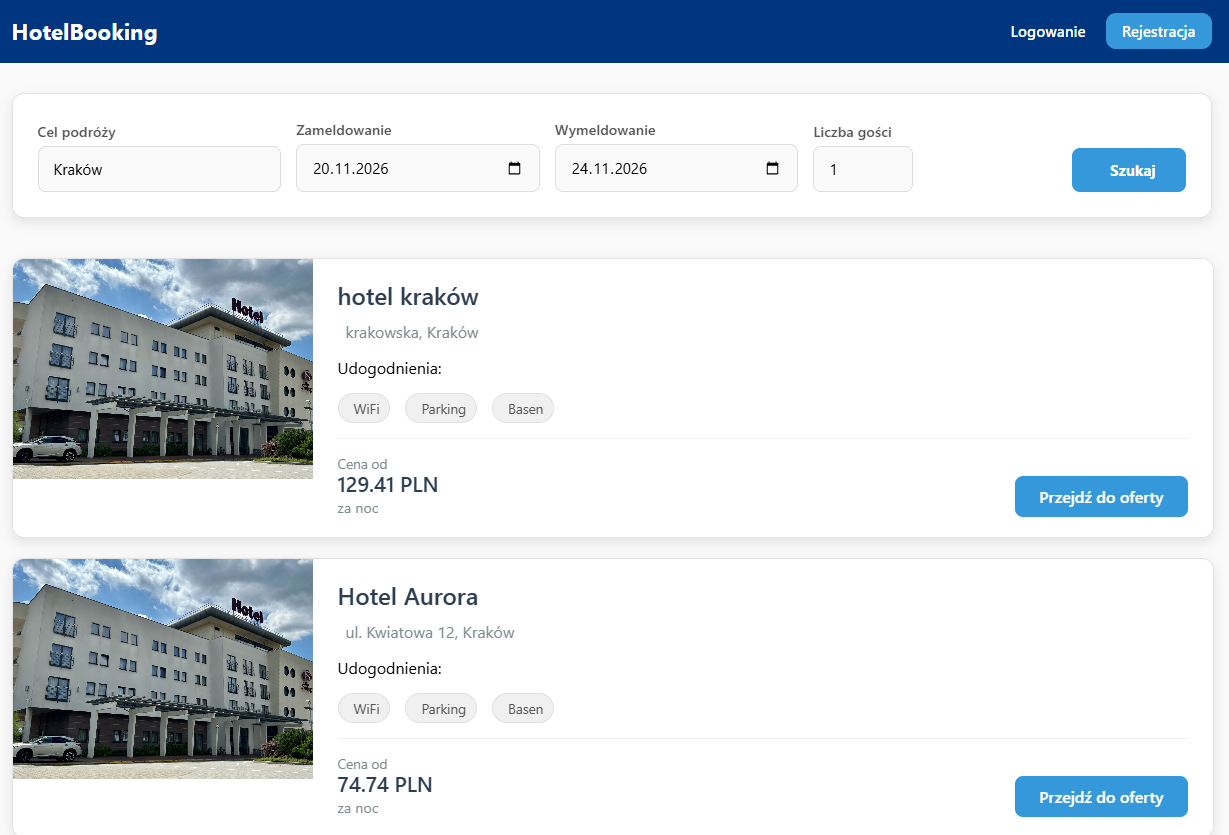 HotelBooking
Logowanie
Rejestracja
Cel podróży
Zameldowanie
Wymeldowanie
Liczba gości
Kraków
20.11.2026
24.11.2026
1
Szukaj
Hotel
hotel kraków
krakowska, Kraków
Udogodnienia:
WiFi
Parking
Basen
Cena od
129.41 PLN
za noc
Przejdź do oferty
Hotel
Hotel Aurora
ul. Kwiatowa 12, Kraków
Udogodnienia:
WiFi
Parking
Basen
Cena od
74.74 PLN
za noc
Przejdź do oferty